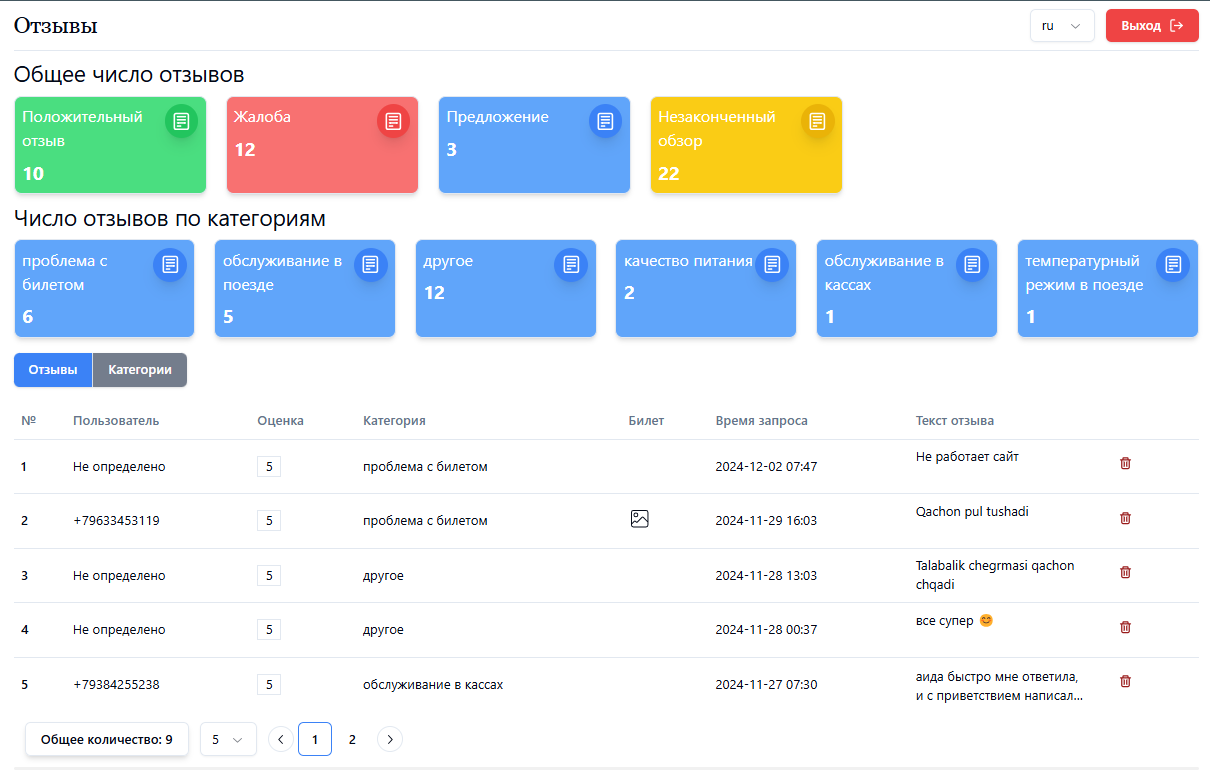 Отзывы
ru
Выход
Общее число отзывов
Положительный
отзыв
10
Жалоба
12
Предложение
3
Незаконченный
обзор
22
Число отзывов по категориям
проблема с
билетом
6
обслуживание в
поезде
5
другое
12
качество питания
2
обслуживание в
кассах
1
температурный
режим в поезде
1
Отзывы Категории
№ Пользователь Оценка Категория Билет Время запроса Текст отзыва
1 Не определено 5 проблема с билетом 2024-12-02 07:47 Не работает сайт
2 +79633453119 5 проблема с билетом 2024-11-29 16:03 Qachon pul tushadi
3 Не определено 5 другое 2024-11-28 13:03 Talabalik chegrmasi qachon
chqadi
4 Не определено 5 другое 2024-11-28 00:37 все супер 😊
5 +79384255238 5 обслуживание в кассах 2024-11-27 07:30 аида быстро мне ответила,
и с приветствием написал...
Общее количество: 9 5 1 2